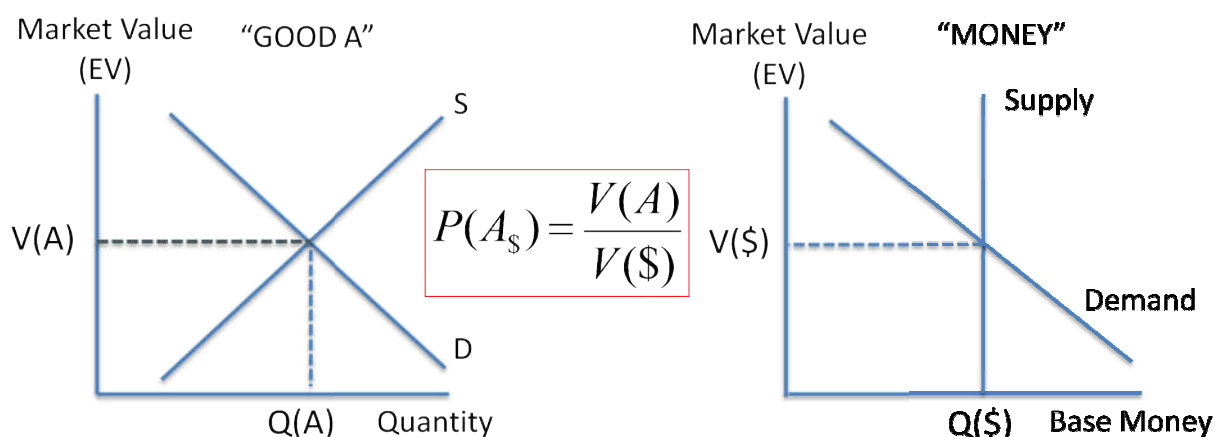 Market Value
(EV)
“GOOD A”
S
V(A)
D
Q(A)
Quantity
P(A$) = V(A) / V($)
Market Value
(EV)
“MONEY”
Supply
V($)
Demand
Q($)
Base Money